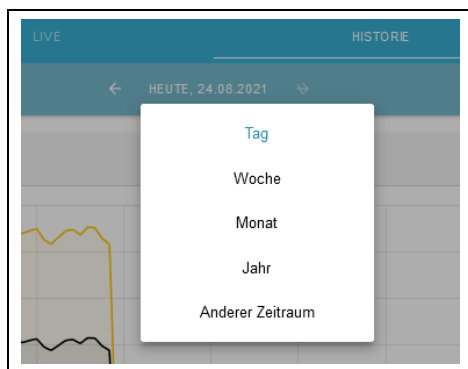 LIVE HISTORIE
HEUTE, 24.08.2021
Tag
Woche
Monat
Jahr
Anderer Zeitraum